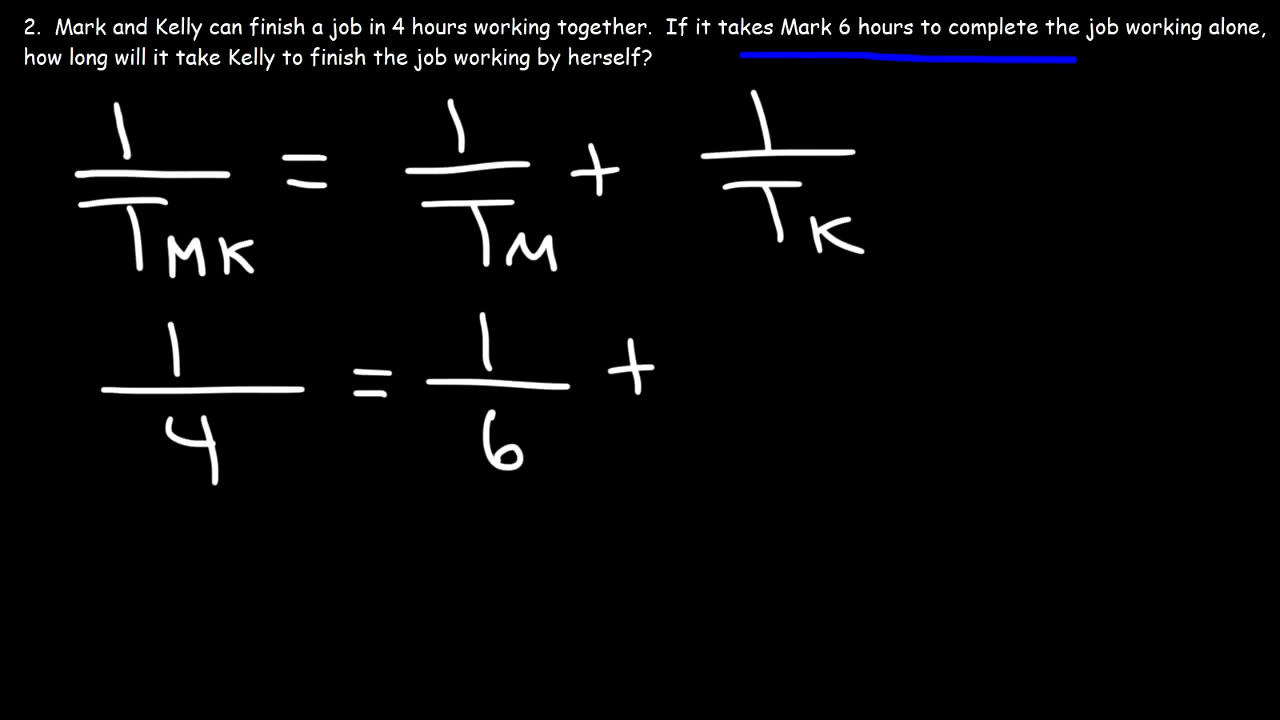 2. Mark and Kelly can finish a job in 4 hours working together. If it takes Mark 6 hours to complete the job working alone,
how long will it take Kelly to finish the job working by herself?
1/T_MK = 1/T_M + 1/T_K
1/4 = 1/6 +